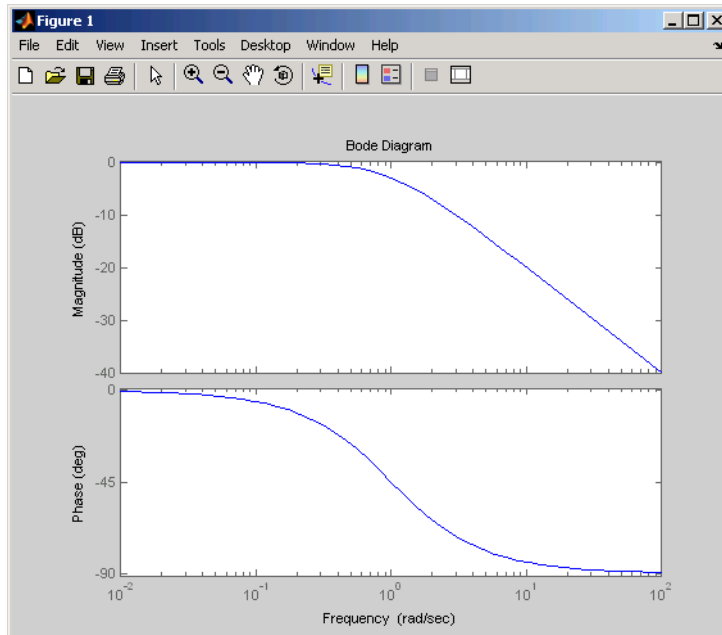 Figure 1
File Edit View Insert Tools Desktop Window Help
Bode Diagram
Magnitude (dB)
0
-10
-20
-30
-40
Phase (deg)
0
-45
-90
10^-2 10^-1 10^0 10^1 10^2
Frequency (rad/sec)